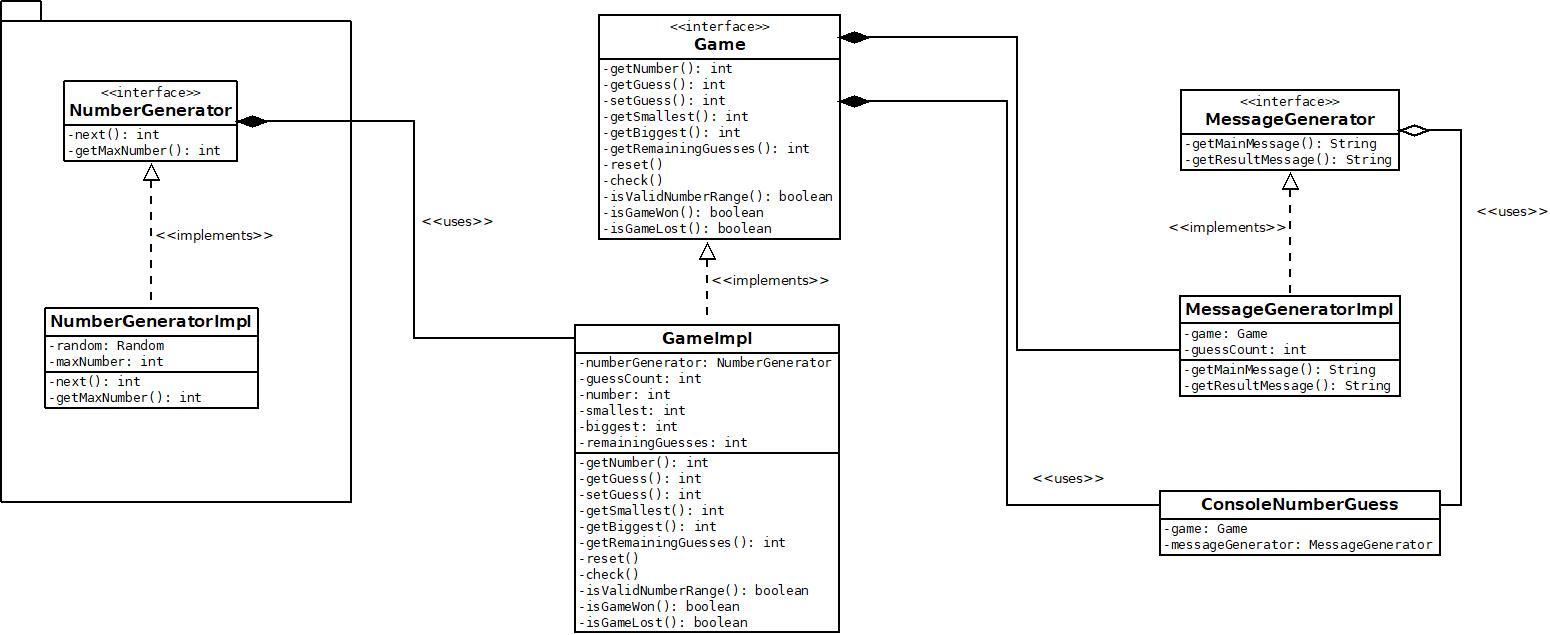 <<interface>>
NumberGenerator
-next(): int
-getMaxNumber(): int
<<implements>>
NumberGeneratorImpl
-random: Random
-maxNumber: int
-next(): int
-getMaxNumber(): int
<<uses>>
<<interface>>
Game
-getNumber(): int
-getGuess(): int
-setGuess(): int
-getSmallest(): int
-getBiggest(): int
-getRemainingGuesses(): int
-reset()
-check()
-isValidNumberRange(): boolean
-isGameWon(): boolean
-isGameLost(): boolean
<<implements>>
GameImpl
-numberGenerator: NumberGenerator
-guessCount: int
-number: int
-smallest: int
-biggest: int
-remainingGuesses: int
-getNumber(): int
-getGuess(): int
-setGuess(): int
-getSmallest(): int
-getBiggest(): int
-getRemainingGuesses(): int
-reset()
-check()
-isValidNumberRange(): boolean
-isGameWon(): boolean
-isGameLost(): boolean
<<interface>>
MessageGenerator
-getMainMessage(): String
-getResultMessage(): String
<<uses>>
<<implements>>
MessageGeneratorImpl
-game: Game
-guessCount: int
-getMainMessage(): String
-getResultMessage(): String
<<uses>>
ConsoleNumberGuess
-game: Game
-messageGenerator: MessageGenerator